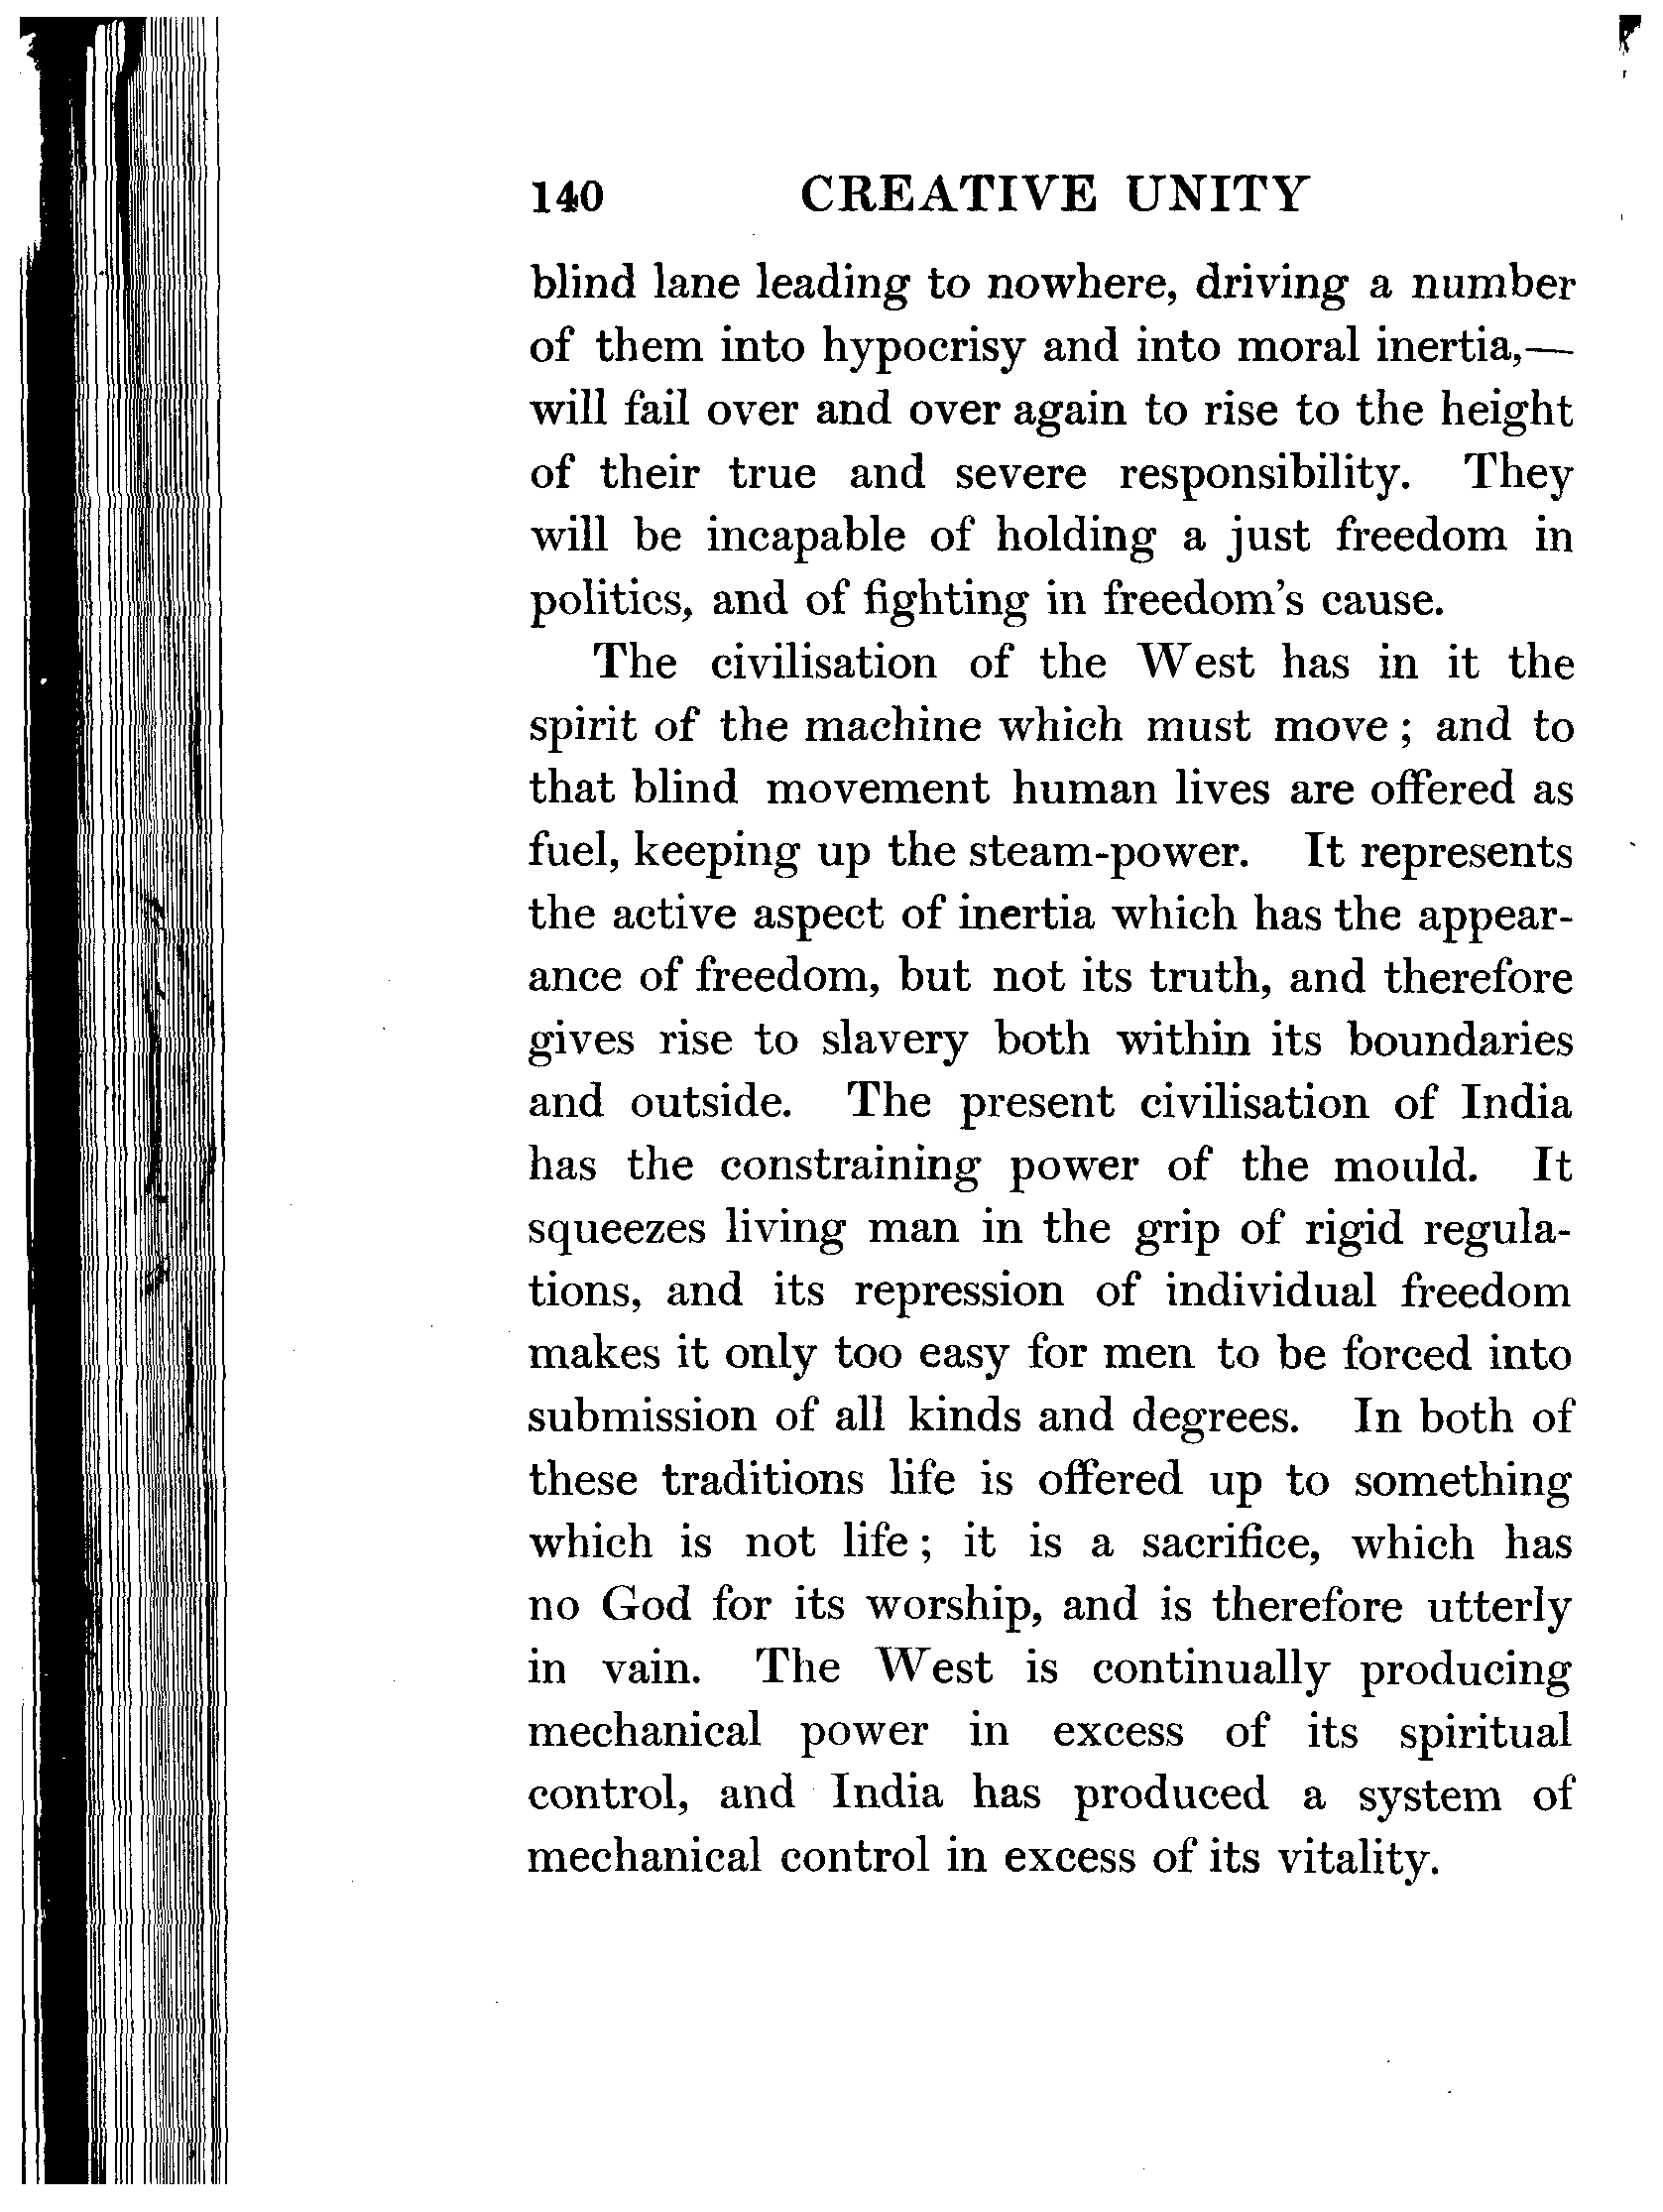 140 CREATIVE UNITY
blind lane leading to nowhere, driving a number
of them into hypocrisy and into moral inertia,—
will fail over and over again to rise to the height
of their true and severe responsibility. They
will be incapable of holding a just freedom in
politics, and of fighting in freedom's cause.
The civilisation of the West has in it the
spirit of the machine which must move ; and to
that blind movement human lives are offered as
fuel, keeping up the steam-power. It represents
the active aspect of inertia which has the appear-
ance of freedom, but not its truth, and therefore
gives rise to slavery both within its boundaries
and outside. The present civilisation of India
has the constraining power of the mould. It
squeezes living man in the grip of rigid regula-
tions, and its repression of individual freedom
makes it only too easy for men to be forced into
submission of all kinds and degrees. In both of
these traditions life is offered up to something
which is not life ; it is a sacrifice, which has
no God for its worship, and is therefore utterly
in vain. The West is continually producing
mechanical power in excess of its spiritual
control, and India has produced a system of
mechanical control in excess of its vitality.